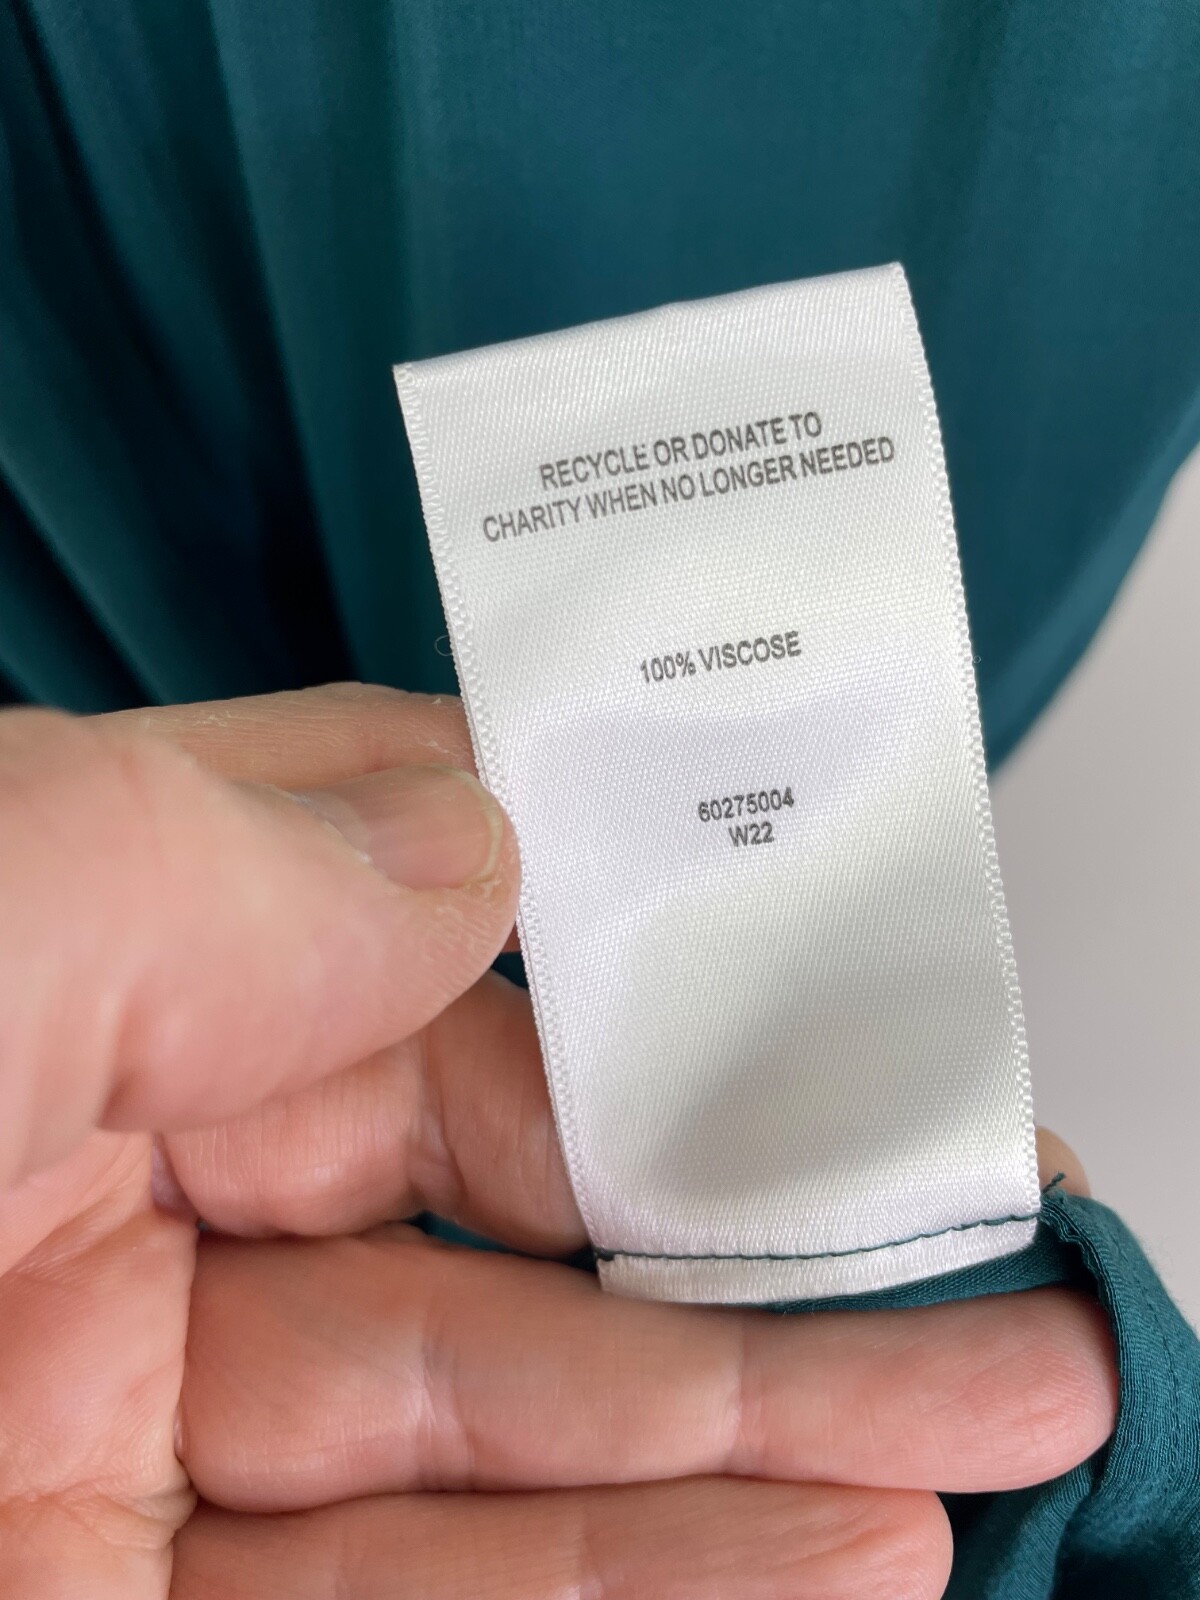 RECYCLE OR DONATE TO
CHARITY WHEN NO LONGER NEEDED
100% VISCOSE
60275004
W22